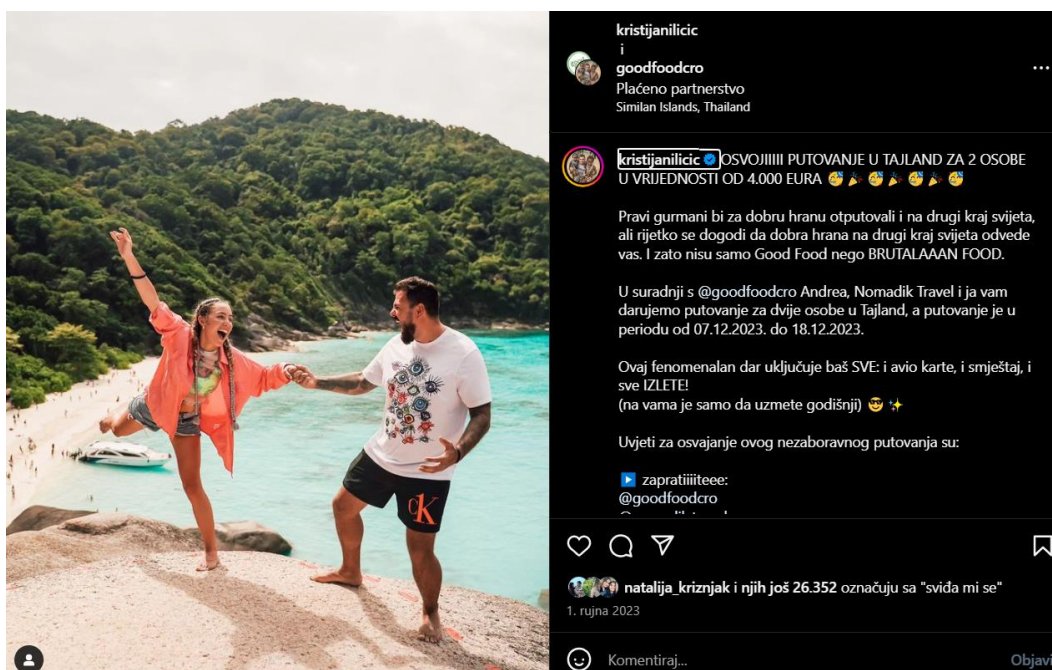 kristijanilicic
i
goodfoodcro
Plaćeno partnerstvo
Similan Islands, Thailand
kristijanilicic OSVOJIIIII PUTOVANJE U TAJLAND ZA 2 OSOBE
U VRIJEDNOSTI OD 4.000 EURA 🥳🎉🥳🎉🥳🎉🥳
Pravi gurmani bi za dobru hranu otputovali i na drugi kraj svijeta,
ali rijetko se dogodi da dobra hrana na drugi kraj svijeta odvede
vas. I zato nisu samo Good Food nego BRUTALAAAN FOOD.
U suradnji s @goodfoodcro Andrea, Nomadik Travel i ja vam
darujemo putovanje za dvije osobe u Tajland, a putovanje je u
periodu od 07.12.2023. do 18.12.2023.
Ovaj fenomenalan dar uključuje baš SVE: i avio karte, i smještaj, i
sve IZLETE!
(na vama je samo da uzmete godišnji) 😎✨
Uvjeti za osvajanje ovog nezaboravnog putovanja su:
▶️ zapratiiiiteee:
@goodfoodcro
natalija_kriznjak i njih još 26.352 označuju sa "sviđa mi se"
1. rujna 2023
Komentiraj...
Objavi
CK